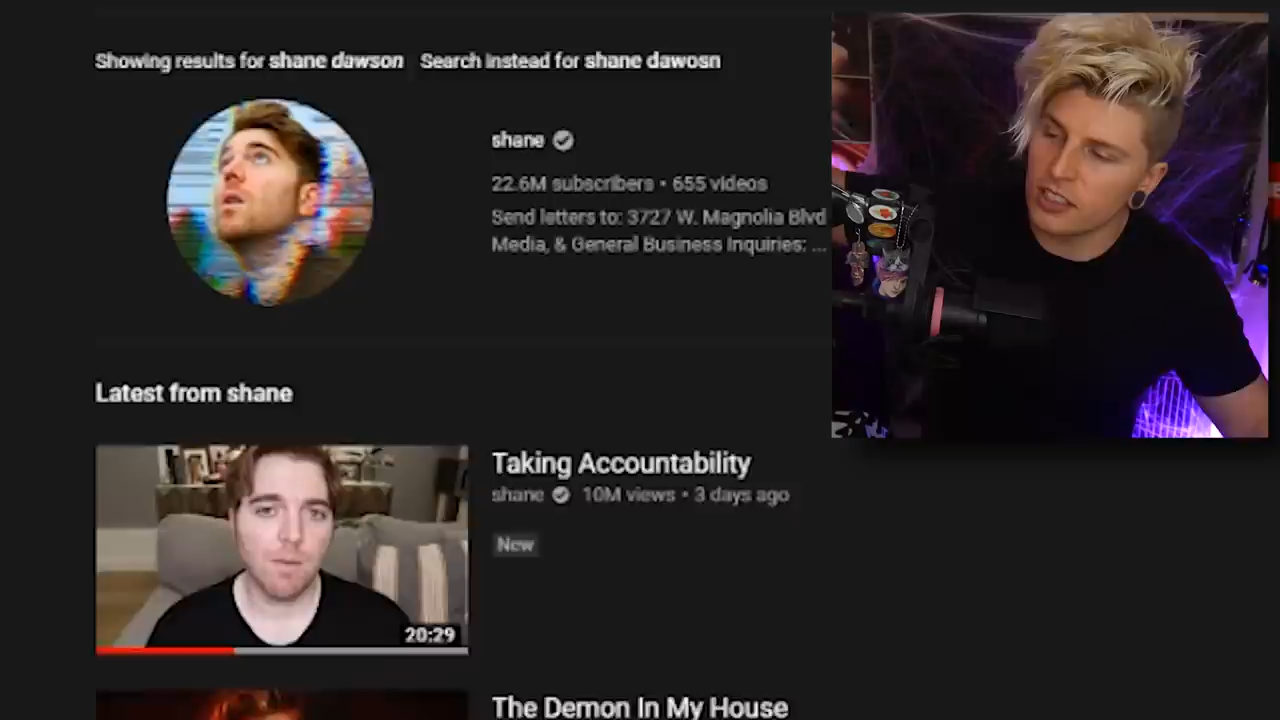 Showing results for shane dawson Search instead for shane dawosn
shane
22.6M subscribers • 655 videos
Send letters to: 3727 W. Magnolia Blvd
Media, & General Business Inquiries: ...
Latest from shane
Taking Accountability
shane 10M views • 3 days ago
New
20:29
The Demon In My House